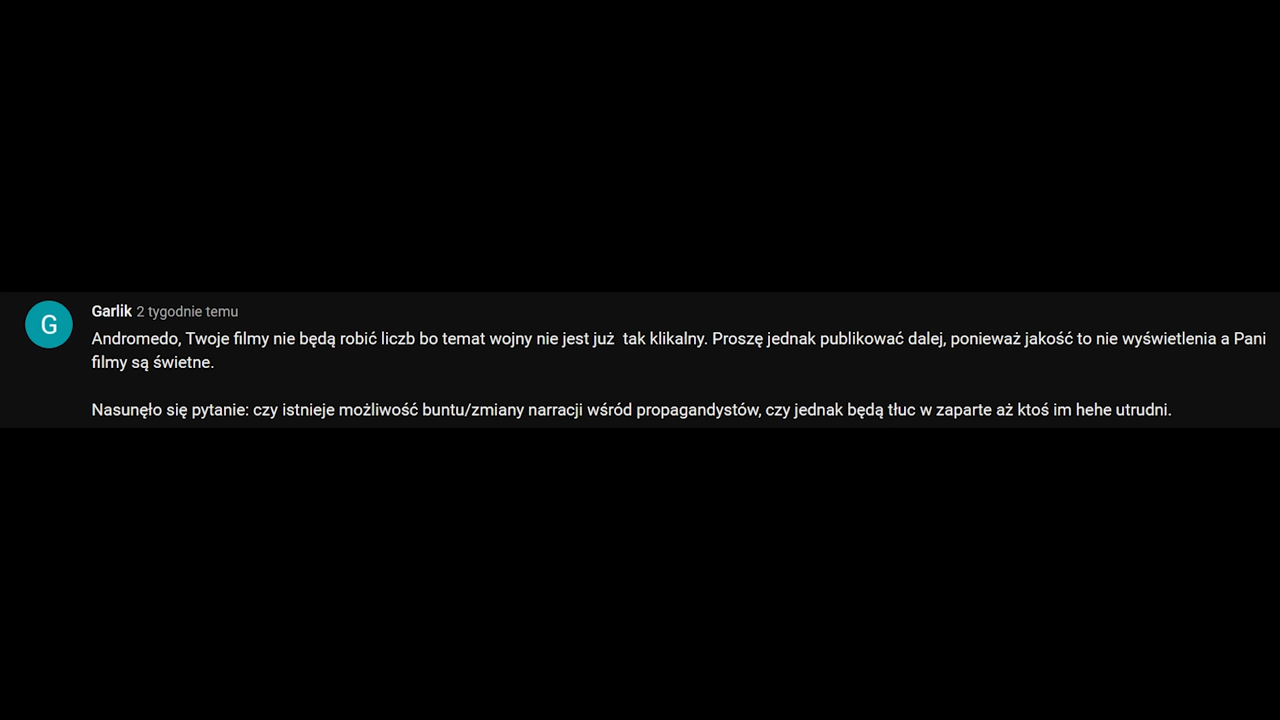 G
Garlik 2 tygodnie temu
Andromedo, Twoje filmy nie będą robić liczb bo temat wojny nie jest już  tak klikalny. Proszę jednak publikować dalej, ponieważ jakość to nie wyświetlenia a Pani
filmy są świetne.
Nasunęło się pytanie: czy istnieje możliwość buntu/zmiany narracji wśród propagandystów, czy jednak będą tłuc w zaparte aż ktoś im hehe utrudni.